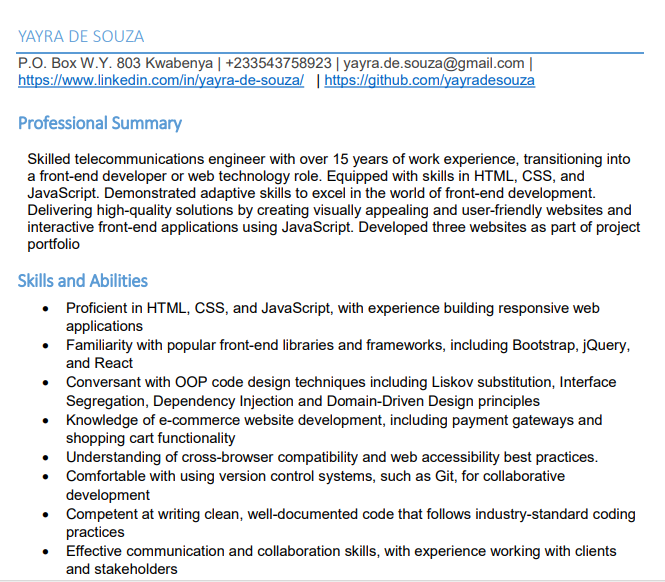 YAYRA DE SOUZA
P.O. Box W.Y. 803 Kwabenya | +233543758923 | yayra.de.souza@gmail.com |
https://www.linkedin.com/in/yayra-de-souza/ | https://github.com/yayradesouza
Professional Summary
Skilled telecommunications engineer with over 15 years of work experience, transitioning into
a front-end developer or web technology role. Equipped with skills in HTML, CSS, and
JavaScript. Demonstrated adaptive skills to excel in the world of front-end development.
Delivering high-quality solutions by creating visually appealing and user-friendly websites and
interactive front-end applications using JavaScript. Developed three websites as part of project
portfolio
Skills and Abilities
• Proficient in HTML, CSS, and JavaScript, with experience building responsive web
applications
• Familiarity with popular front-end libraries and frameworks, including Bootstrap, jQuery,
and React
• Conversant with OOP code design techniques including Liskov substitution, Interface
Segregation, Dependency Injection and Domain-Driven Design principles
• Knowledge of e-commerce website development, including payment gateways and
shopping cart functionality
• Understanding of cross-browser compatibility and web accessibility best practices.
• Comfortable with using version control systems, such as Git, for collaborative
development
• Competent at writing clean, well-documented code that follows industry-standard coding
practices
• Effective communication and collaboration skills, with experience working with clients
and stakeholders